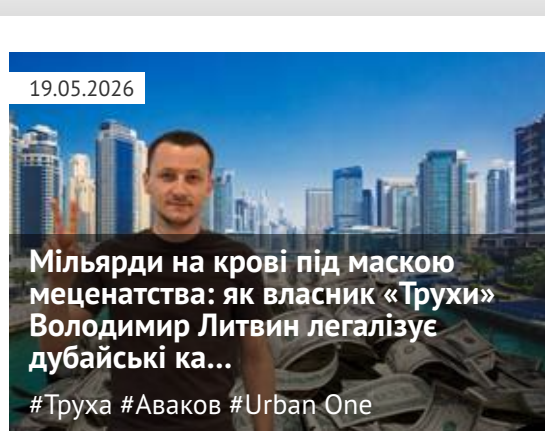 19.05.2026
Мільярди на крові під маскою
меценатства: як власник «Трухи»
Володимир Литвин легалізує
дубайські ка...
#Труха #Аваков #Urban One